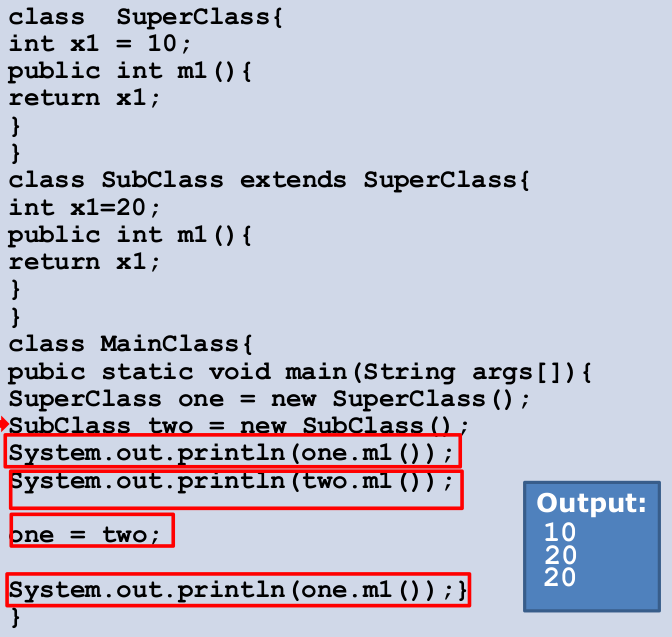 class  SuperClass{
int x1 = 10;
public int m1(){
return x1;
}
}
class SubClass extends SuperClass{
int x1=20;
public int m1(){
return x1;
}
}
class MainClass{
pubic static void main(String args[]){
SuperClass one = new SuperClass();
SubClass two = new SubClass();
System.out.println(one.m1());
System.out.println(two.m1());
one = two;
System.out.println(one.m1());}
}
Output:
10
20
20